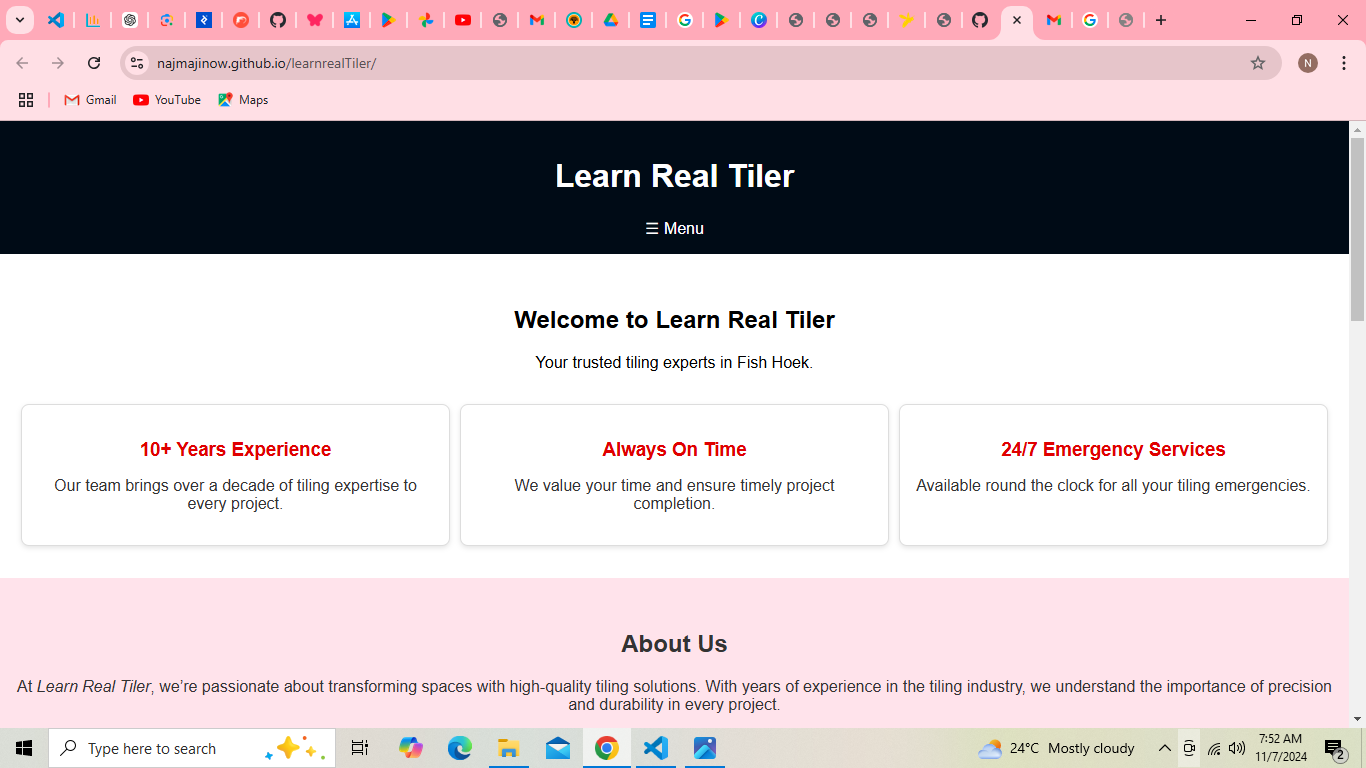 najmajinow.github.io/learnrealTiler/
N
Gmail
YouTube
Maps
Learn Real Tiler
☰ Menu
Welcome to Learn Real Tiler
Your trusted tiling experts in Fish Hoek.
10+ Years Experience
Our team brings over a decade of tiling expertise to
every project.
Always On Time
We value your time and ensure timely project
completion.
24/7 Emergency Services
Available round the clock for all your tiling emergencies.
About Us
At Learn Real Tiler, we’re passionate about transforming spaces with high-quality tiling solutions. With years of experience in the tiling industry, we understand the importance of precision
and durability in every project.
Type here to search
24°C Mostly cloudy
7:52 AM
11/7/2024
2